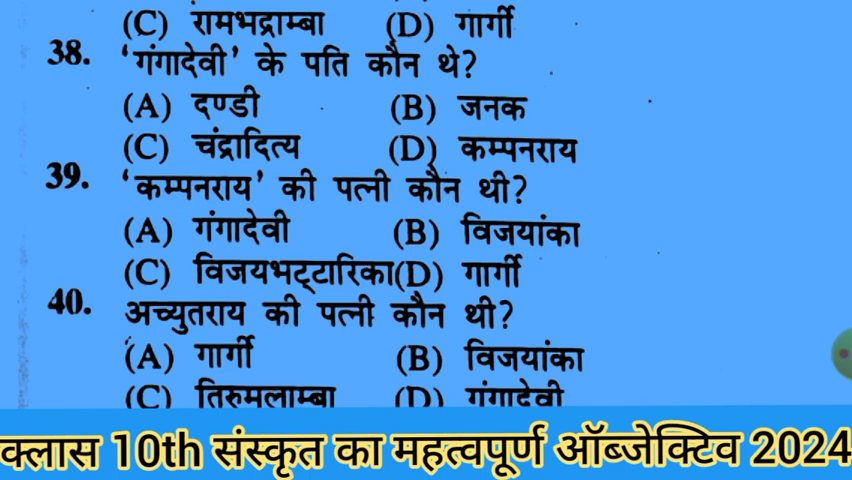 (C) रामभद्राम्बा (D) गार्गी
38. 'गंगादेवी' के पति कौन थे?
(A) दण्डी (B) जनक
(C) चंद्रादित्य (D) कम्पनराय
39. 'कम्पनराय' की पत्नी कौन थी?
(A) गंगादेवी (B) विजयांका
(C) विजयभट्टारिका (D) गार्गी
40. अच्युतराय की पत्नी कौन थी?
(A) गार्गी (B) विजयांका
(C) तिरुमलाम्बा (D) गंगादेवी
क्लास 10th संस्कृत का महत्वपूर्ण ऑब्जेक्टिव 2024